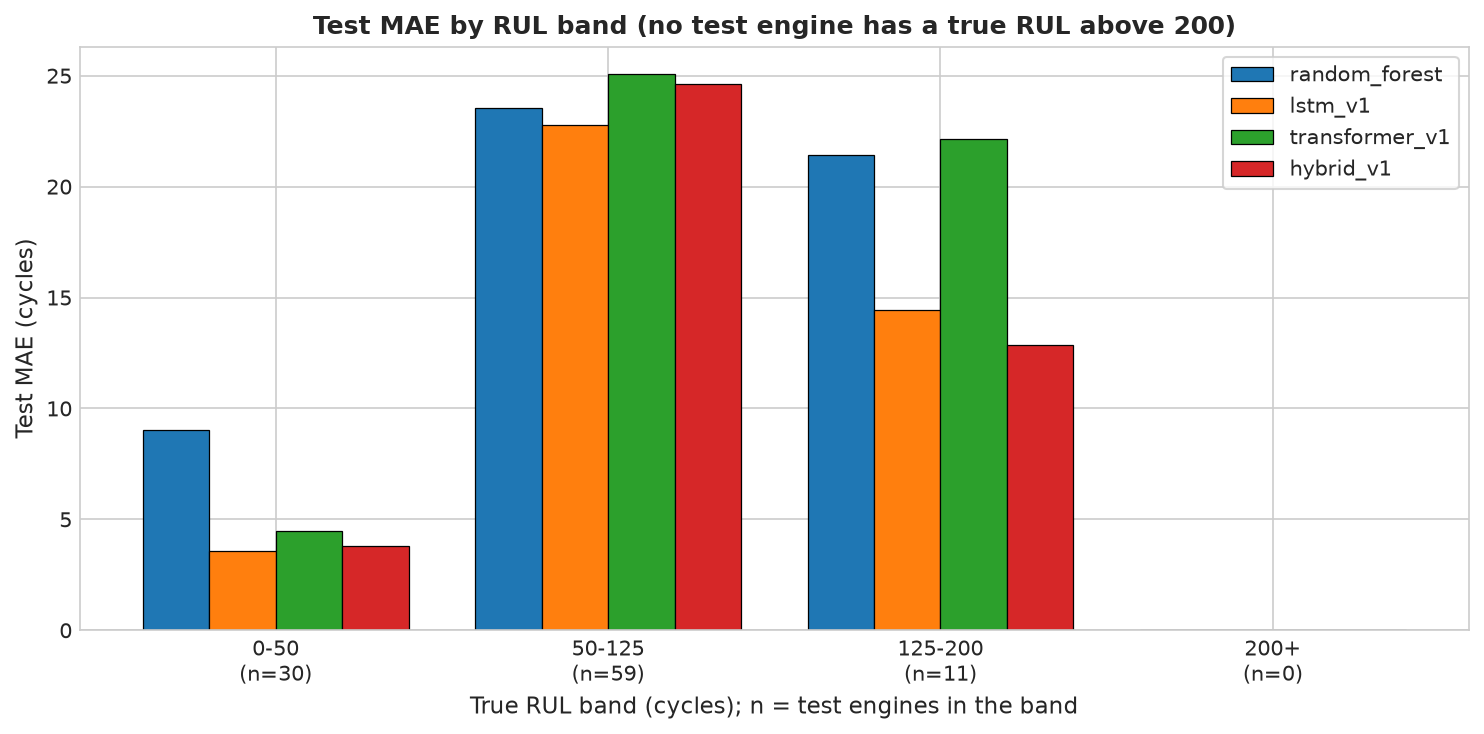 Test MAE by RUL band (no test engine has a true RUL above 200)
random_forest
lstm_v1
transformer_v1
hybrid_v1
Test MAE (cycles)
25
20
15
10
5
0
0-50
(n=30)
50-125
(n=59)
125-200
(n=11)
200+
(n=0)
True RUL band (cycles); n = test engines in the band